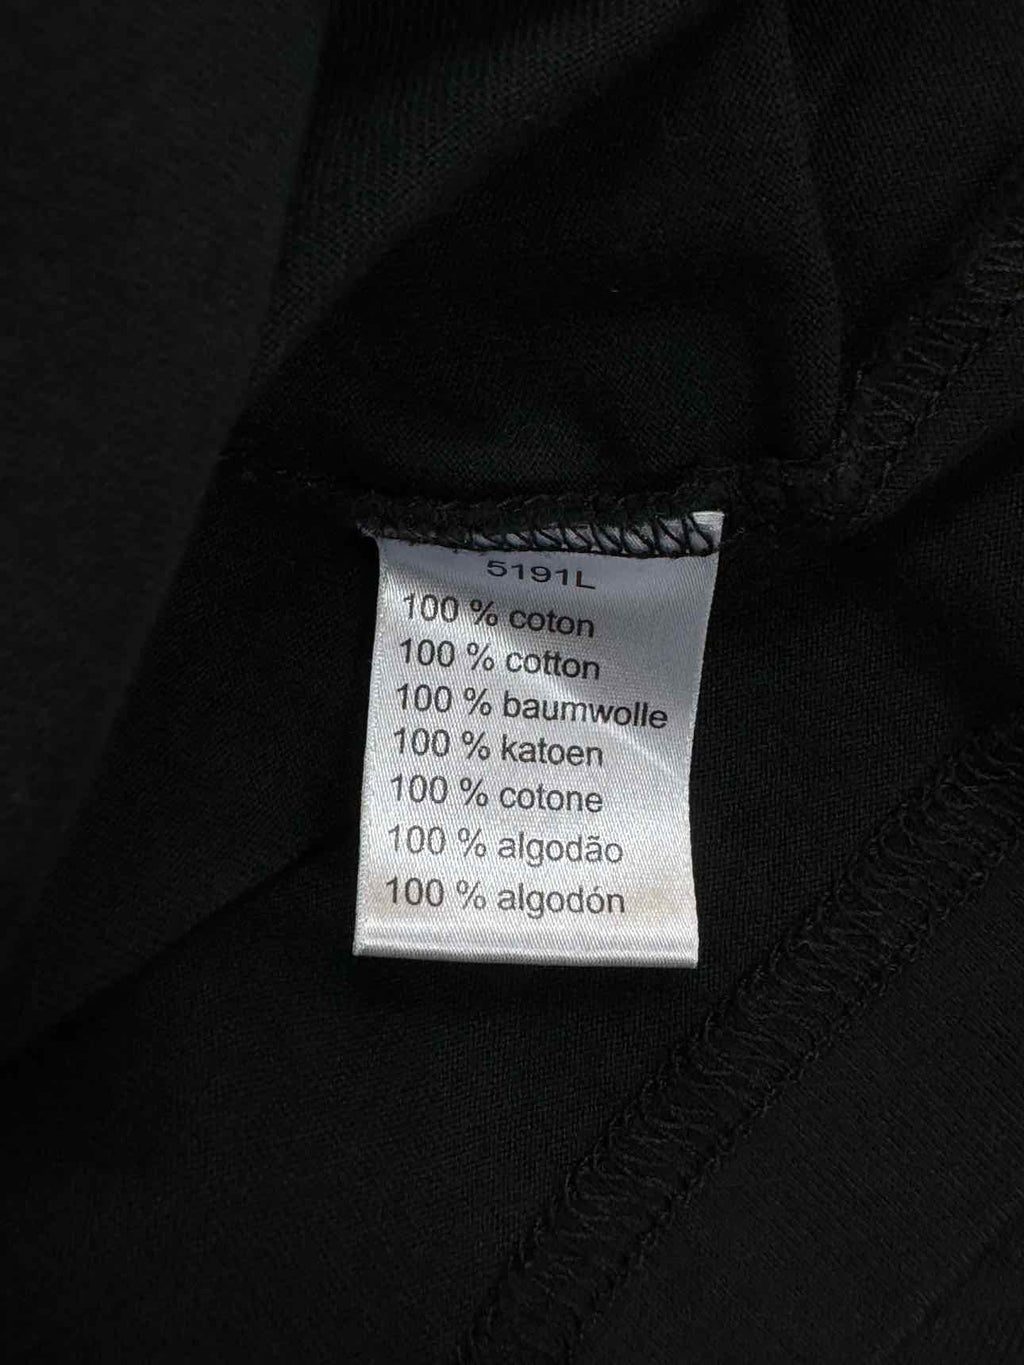 5191L
100 % coton
100 % cotton
100 % baumwolle
100 % katoen
100 % cotone
100 % algodão
100 % algodón